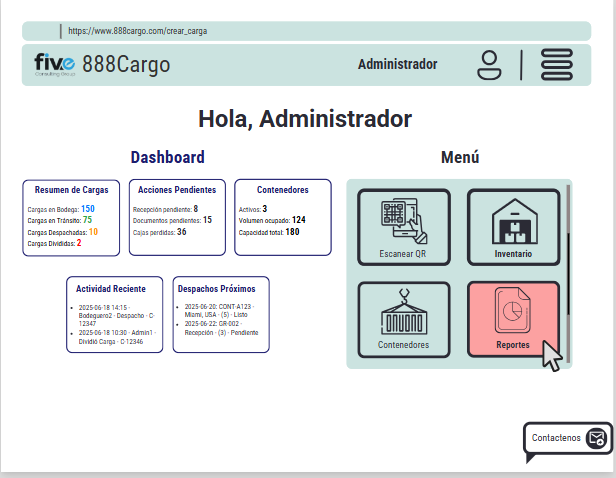 https://www.888cargo.com/crear_carga
five
Consulting Group
888Cargo
Administrador
Hola, Administrador
Dashboard
Menú
Resumen de Cargas
Cargas en Bodega: 150
Cargas en Tránsito: 75
Cargas Despachadas: 10
Cargas Divididas: 2
Acciones Pendientes
Recepción pendiente: 8
Documentos pendientes: 15
Cajas perdidas: 36
Contenedores
Activos: 3
Volumen ocupado: 124
Capacidad total: 180
Actividad Reciente
2025-06-18 14:15 -
Bodeguero2 - Despacho - C-
12347
2025-06-18 10:30 - Admin1 -
Dividió Carga - C-12346
Despachos Próximos
2025-06-20: CONT-A123 -
Miami, USA - (5) - Listo
2025-06-22: GR-002 -
Recepción - (3) - Pendiente
Escanear QR
Inventario
Contenedores
Reportes
Contactenos